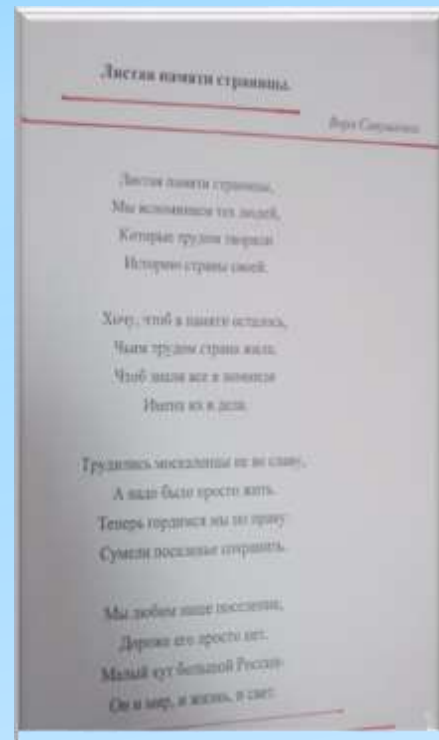 Листая памяти страницы.
Вера
Листая памяти страницы,
Мы вспоминаем тех людей,
Которые трудом творили
Историю страны своей.
Хочу, чтоб в памяти осталось,
Чьим трудом страна жила.
Чтоб знали все и помнили
Имена их и дела.
Трудились москаленцы не во славу,
А надо было просто жить.
Теперь гордимся мы по праву
Сумели поселенье сохранить.
Мы любим наше поселение,
Дороже его просто нет.
Малый кут большой России-
Он и мир, и жизнь, и свет.